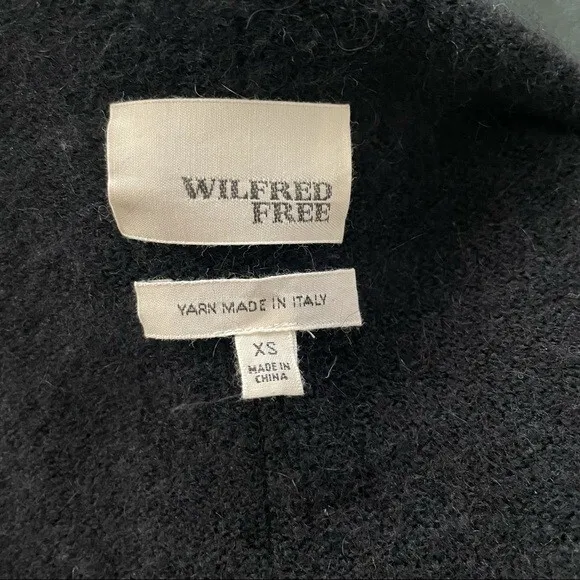 WILFRED
FREE
YARN MADE IN ITALY
XS
MADE IN
CHINA